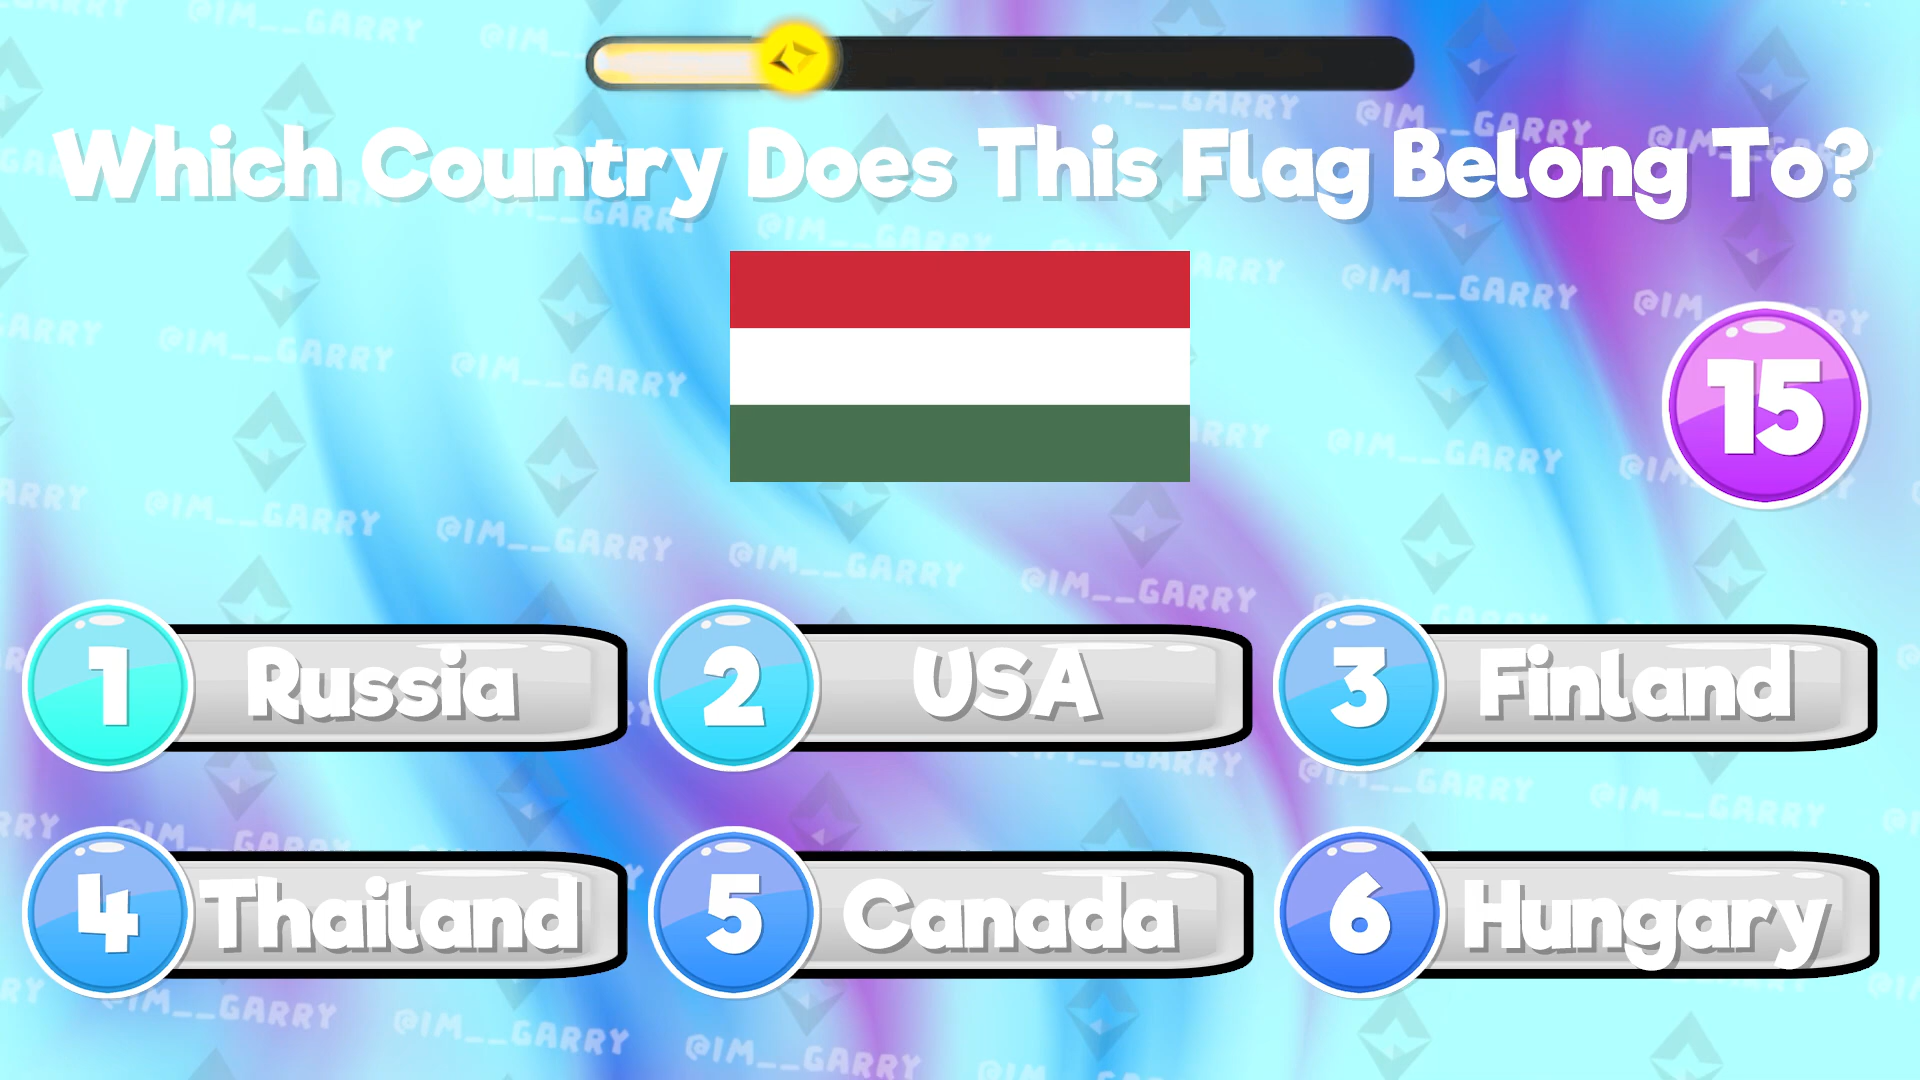 Which Country Does This Flag Belong To?
15
1 Russia
2 USA
3 Finland
4 Thailand
5 Canada
6 Hungary
@IM__GARRY